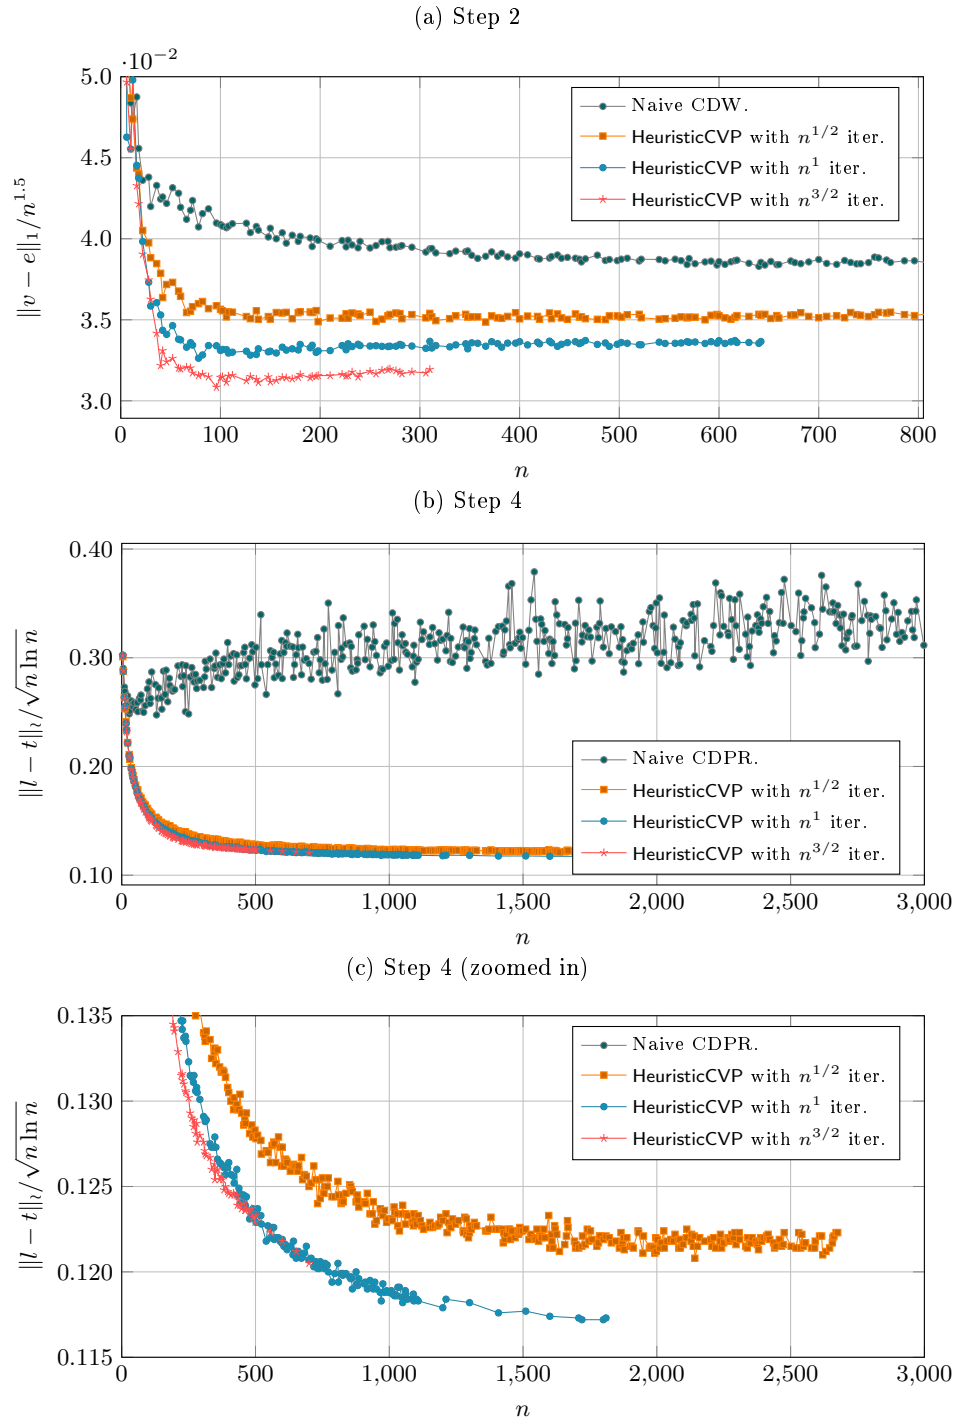 (a) Step 2
·10⁻²
5.0
4.5
4.0
3.5
3.0
‖v − e‖₁/n^1.5
Naive CDW.
HeuristicCVP with n^1/2 iter.
HeuristicCVP with n^1 iter.
HeuristicCVP with n^3/2 iter.
0 100 200 300 400 500 600 700 800
n
(b) Step 4
0.40
0.30
0.20
0.10
‖l − t‖ₗ/√n ln n
Naive CDPR.
HeuristicCVP with n^1/2 iter.
HeuristicCVP with n^1 iter.
HeuristicCVP with n^3/2 iter.
0 500 1,000 1,500 2,000 2,500 3,000
n
(c) Step 4 (zoomed in)
0.135
0.130
0.125
0.120
0.115
‖l − t‖ₗ/√n ln n
Naive CDPR.
HeuristicCVP with n^1/2 iter.
HeuristicCVP with n^1 iter.
HeuristicCVP with n^3/2 iter.
0 500 1,000 1,500 2,000 2,500 3,000
n